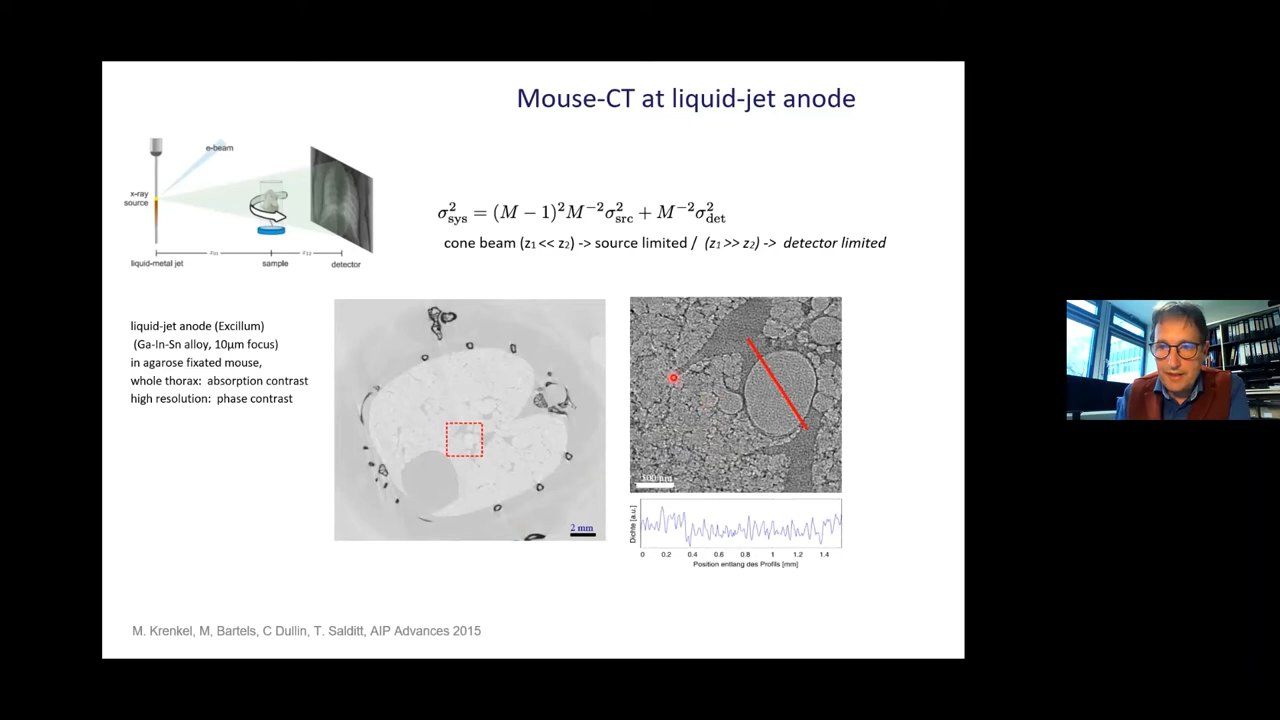 Mouse-CT at liquid-jet anode
e-beam
x-ray
source
liquid-metal jet
sample
detector
σ²sys = (M − 1)²M⁻²σ²src + M⁻²σ²det
cone beam (z₁ << z₂) -> source limited / (z₁ >> z₂) -> detector limited
liquid-jet anode (Excillum)
(Ga-In-Sn alloy, 10µm focus)
in agarose fixated mouse,
whole thorax: absorption contrast
high resolution: phase contrast
2 mm
Dichte [a.u.]
0 0.2 0.4 0.6 0.8 1 1.2 1.4
Position entlang des Profils [mm]
M. Krenkel, M, Bartels, C Dullin, T. Salditt, AIP Advances 2015